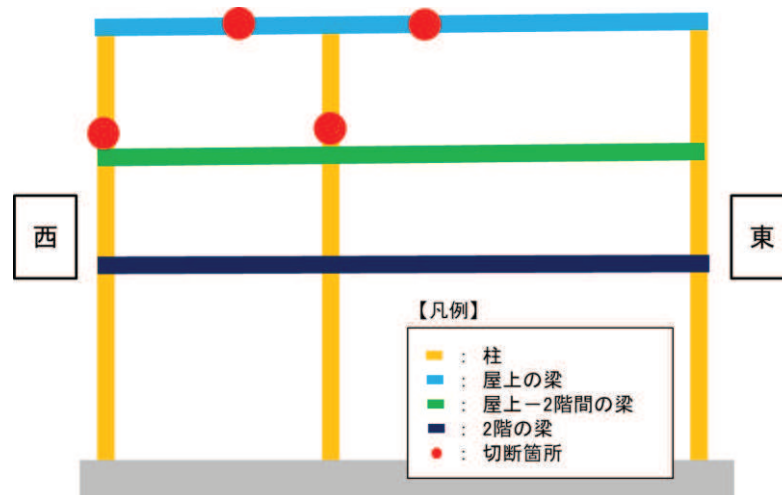 西
東
【凡例】
： 柱
： 屋上の梁
： 屋上－2階間の梁
： 2階の梁
： 切断箇所